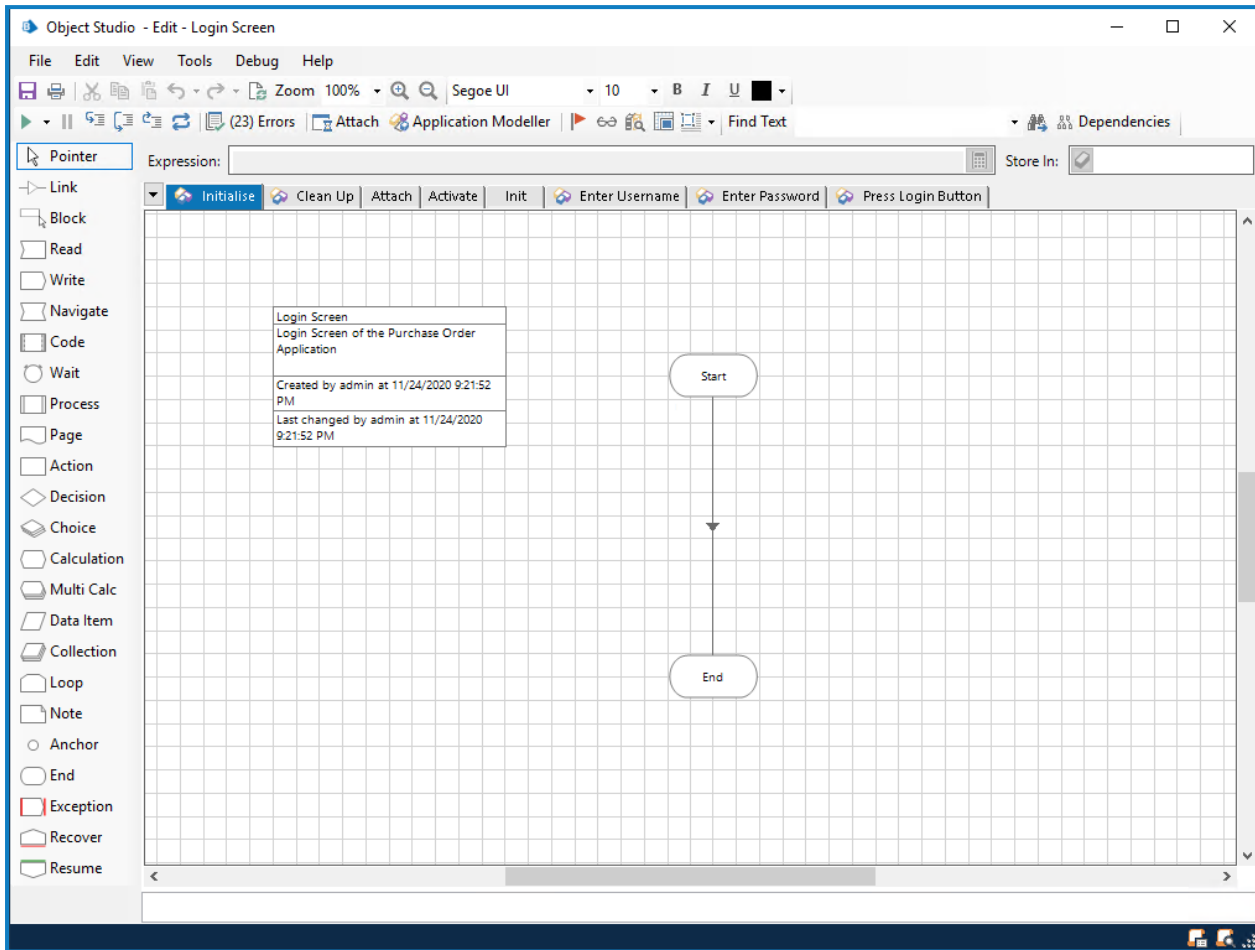 Object Studio - Edit - Login Screen
File Edit View Tools Debug Help
Zoom 100% Segoe UI 10 B I U
(23) Errors Attach Application Modeller Find Text Dependencies
Pointer
Expression: Store In:
Link
Initialise Clean Up Attach Activate Init Enter Username Enter Password Press Login Button
Block
Read
Write
Navigate
Code
Wait
Process
Page
Action
Decision
Choice
Calculation
Multi Calc
Data Item
Collection
Loop
Note
Anchor
End
Exception
Recover
Resume
Login Screen
Login Screen of the Purchase Order
Application
Created by admin at 11/24/2020 9:21:52
PM
Last changed by admin at 11/24/2020
9:21:52 PM
Start
End